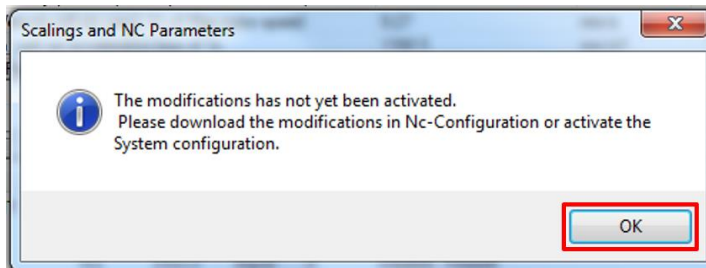 Scalings and NC Parameters
The modifications has not yet been activated.
Please download the modifications in Nc-Configuration or activate the
System configuration.
OK